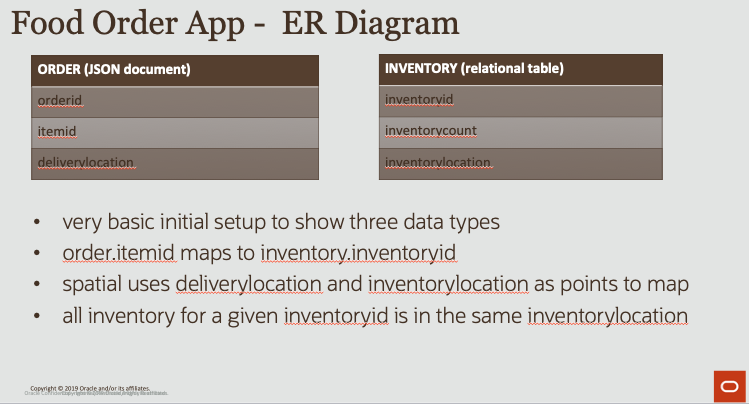 Food Order App - ER Diagram
ORDER (JSON document)
orderid
itemid
deliverylocation
INVENTORY (relational table)
inventoryid
inventorycount
inventorylocation
• very basic initial setup to show three data types
• order.itemid maps to inventory.inventoryid
• spatial uses deliverylocation and inventorylocation as points to map
• all inventory for a given inventoryid is in the same inventorylocation
Copyright © 2019 Oracle and/or its affiliates.